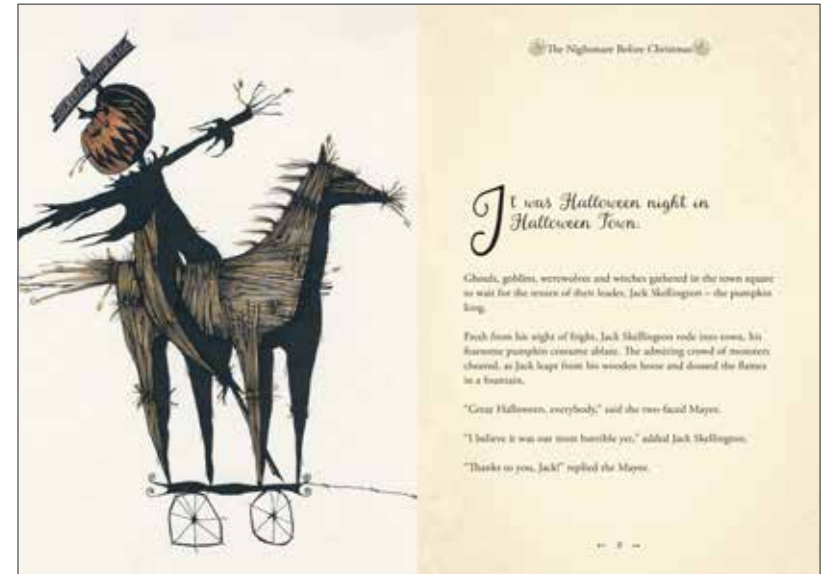 The Nightmare Before Christmas
It was Halloween night in
Halloween Town.
Ghouls, goblins, werewolves and witches gathered in the town square
to wait for the return of their leader, Jack Skellington – the pumpkin
king.
Fresh from his night of fright, Jack Skellington rode into town, his
fearsome pumpkin costume ablaze. The admiring crowd of monsters
cheered, as Jack leapt from his wooden horse and doused the flames
in a fountain.
"Great Halloween, everybody," said the two-faced Mayor.
"I believe it was our most horrible yet," added Jack Skellington.
"Thanks to you, Jack!" replied the Mayor.